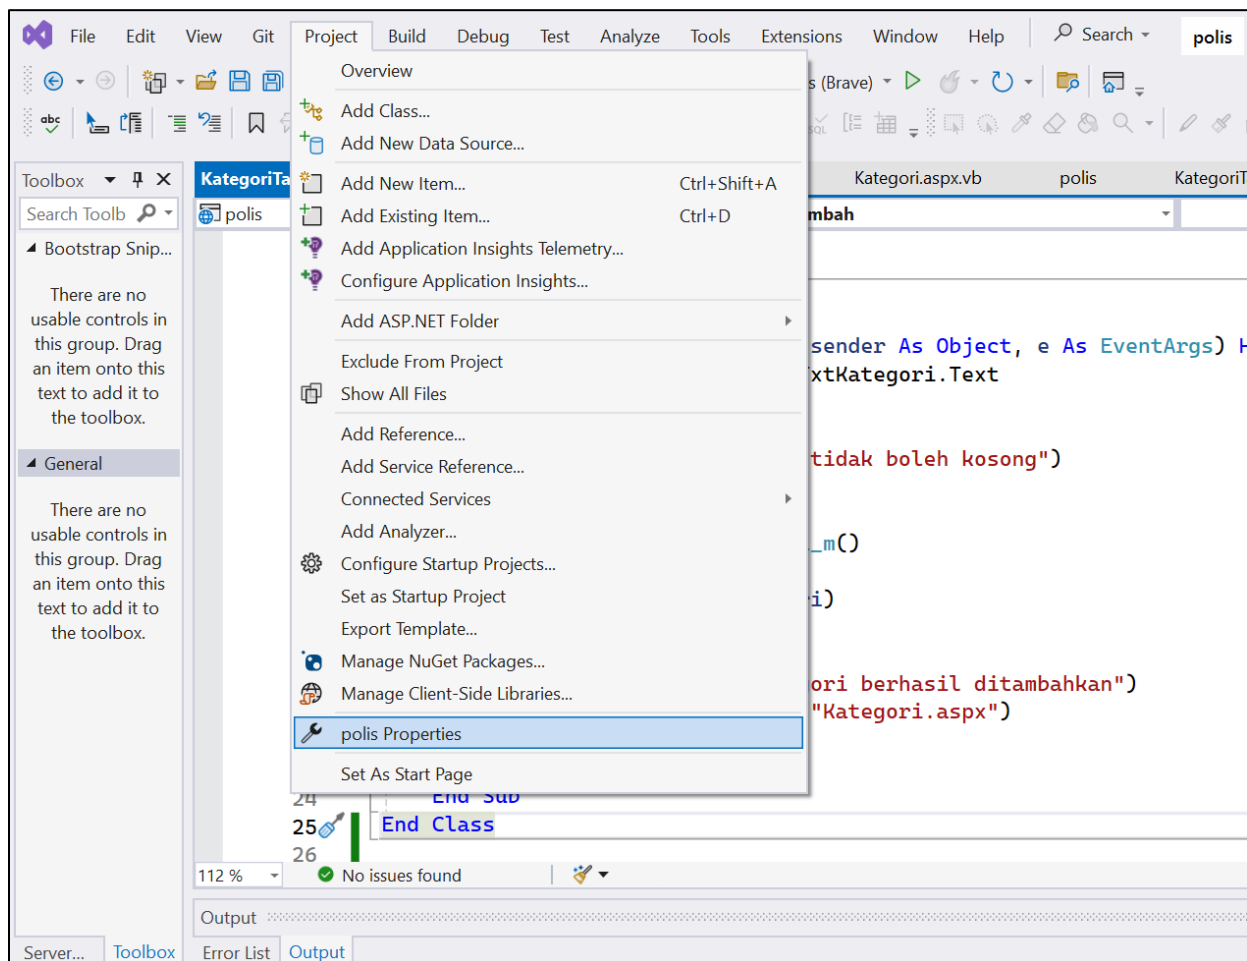 File Edit View Git Project Build Debug Test Analyze Tools Extensions Window Help Search polis
s (Brave)
abc
Toolbox
KategoriTa Kategori.aspx.vb polis KategoriT
Search Toolb
polis
mbah
Overview
Add Class...
Add New Data Source...
Add New Item... Ctrl+Shift+A
Add Existing Item... Ctrl+D
Add Application Insights Telemetry...
Configure Application Insights...
Add ASP.NET Folder
Exclude From Project
Show All Files
Add Reference...
Add Service Reference...
Connected Services
Add Analyzer...
Configure Startup Projects...
Set as Startup Project
Export Template...
Manage NuGet Packages...
Manage Client-Side Libraries...
polis Properties
Set As Start Page
Bootstrap Snip...
There are no
usable controls in
this group. Drag
an item onto this
text to add it to
the toolbox.
General
There are no
usable controls in
this group. Drag
an item onto this
text to add it to
the toolbox.
sender As Object, e As EventArgs) H
xtKategori.Text
tidak boleh kosong")
_m()
i)
ori berhasil ditambahkan")
"Kategori.aspx")
24 End Sub
25 End Class
26
112 % No issues found
Output
Server... Toolbox Error List Output